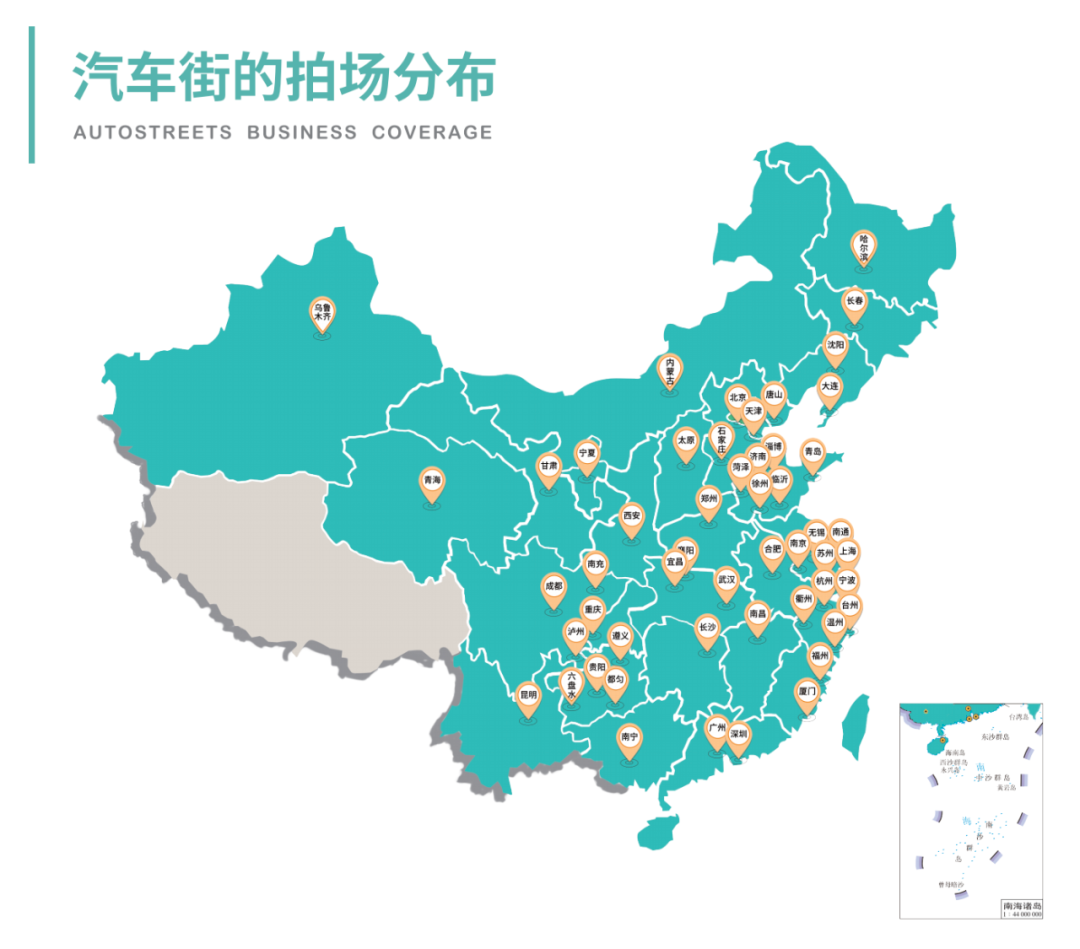 汽车街的拍场分布
AUTOSTREETS BUSINESS COVERAGE
哈尔滨
长春
沈阳
大连
乌鲁木齐
内蒙古
北京
唐山
天津
石家庄
太原
淄博
济南
青岛
菏泽
临沂
徐州
宁夏
甘肃
青海
郑州
西安
无锡
南通
南京
合肥
苏州
上海
襄阳
宜昌
南充
成都
武汉
杭州
宁波
衢州
台州
重庆
南昌
温州
长沙
泸州
遵义
福州
贵阳
都匀
六盘水
昆明
厦门
广州
深圳
南宁
台湾岛
东沙群岛
海南岛
西沙群岛
永兴岛
南
海
中沙群岛
黄岩岛
南
沙
群
岛
曾母暗沙
南海诸岛
1:44 000 000